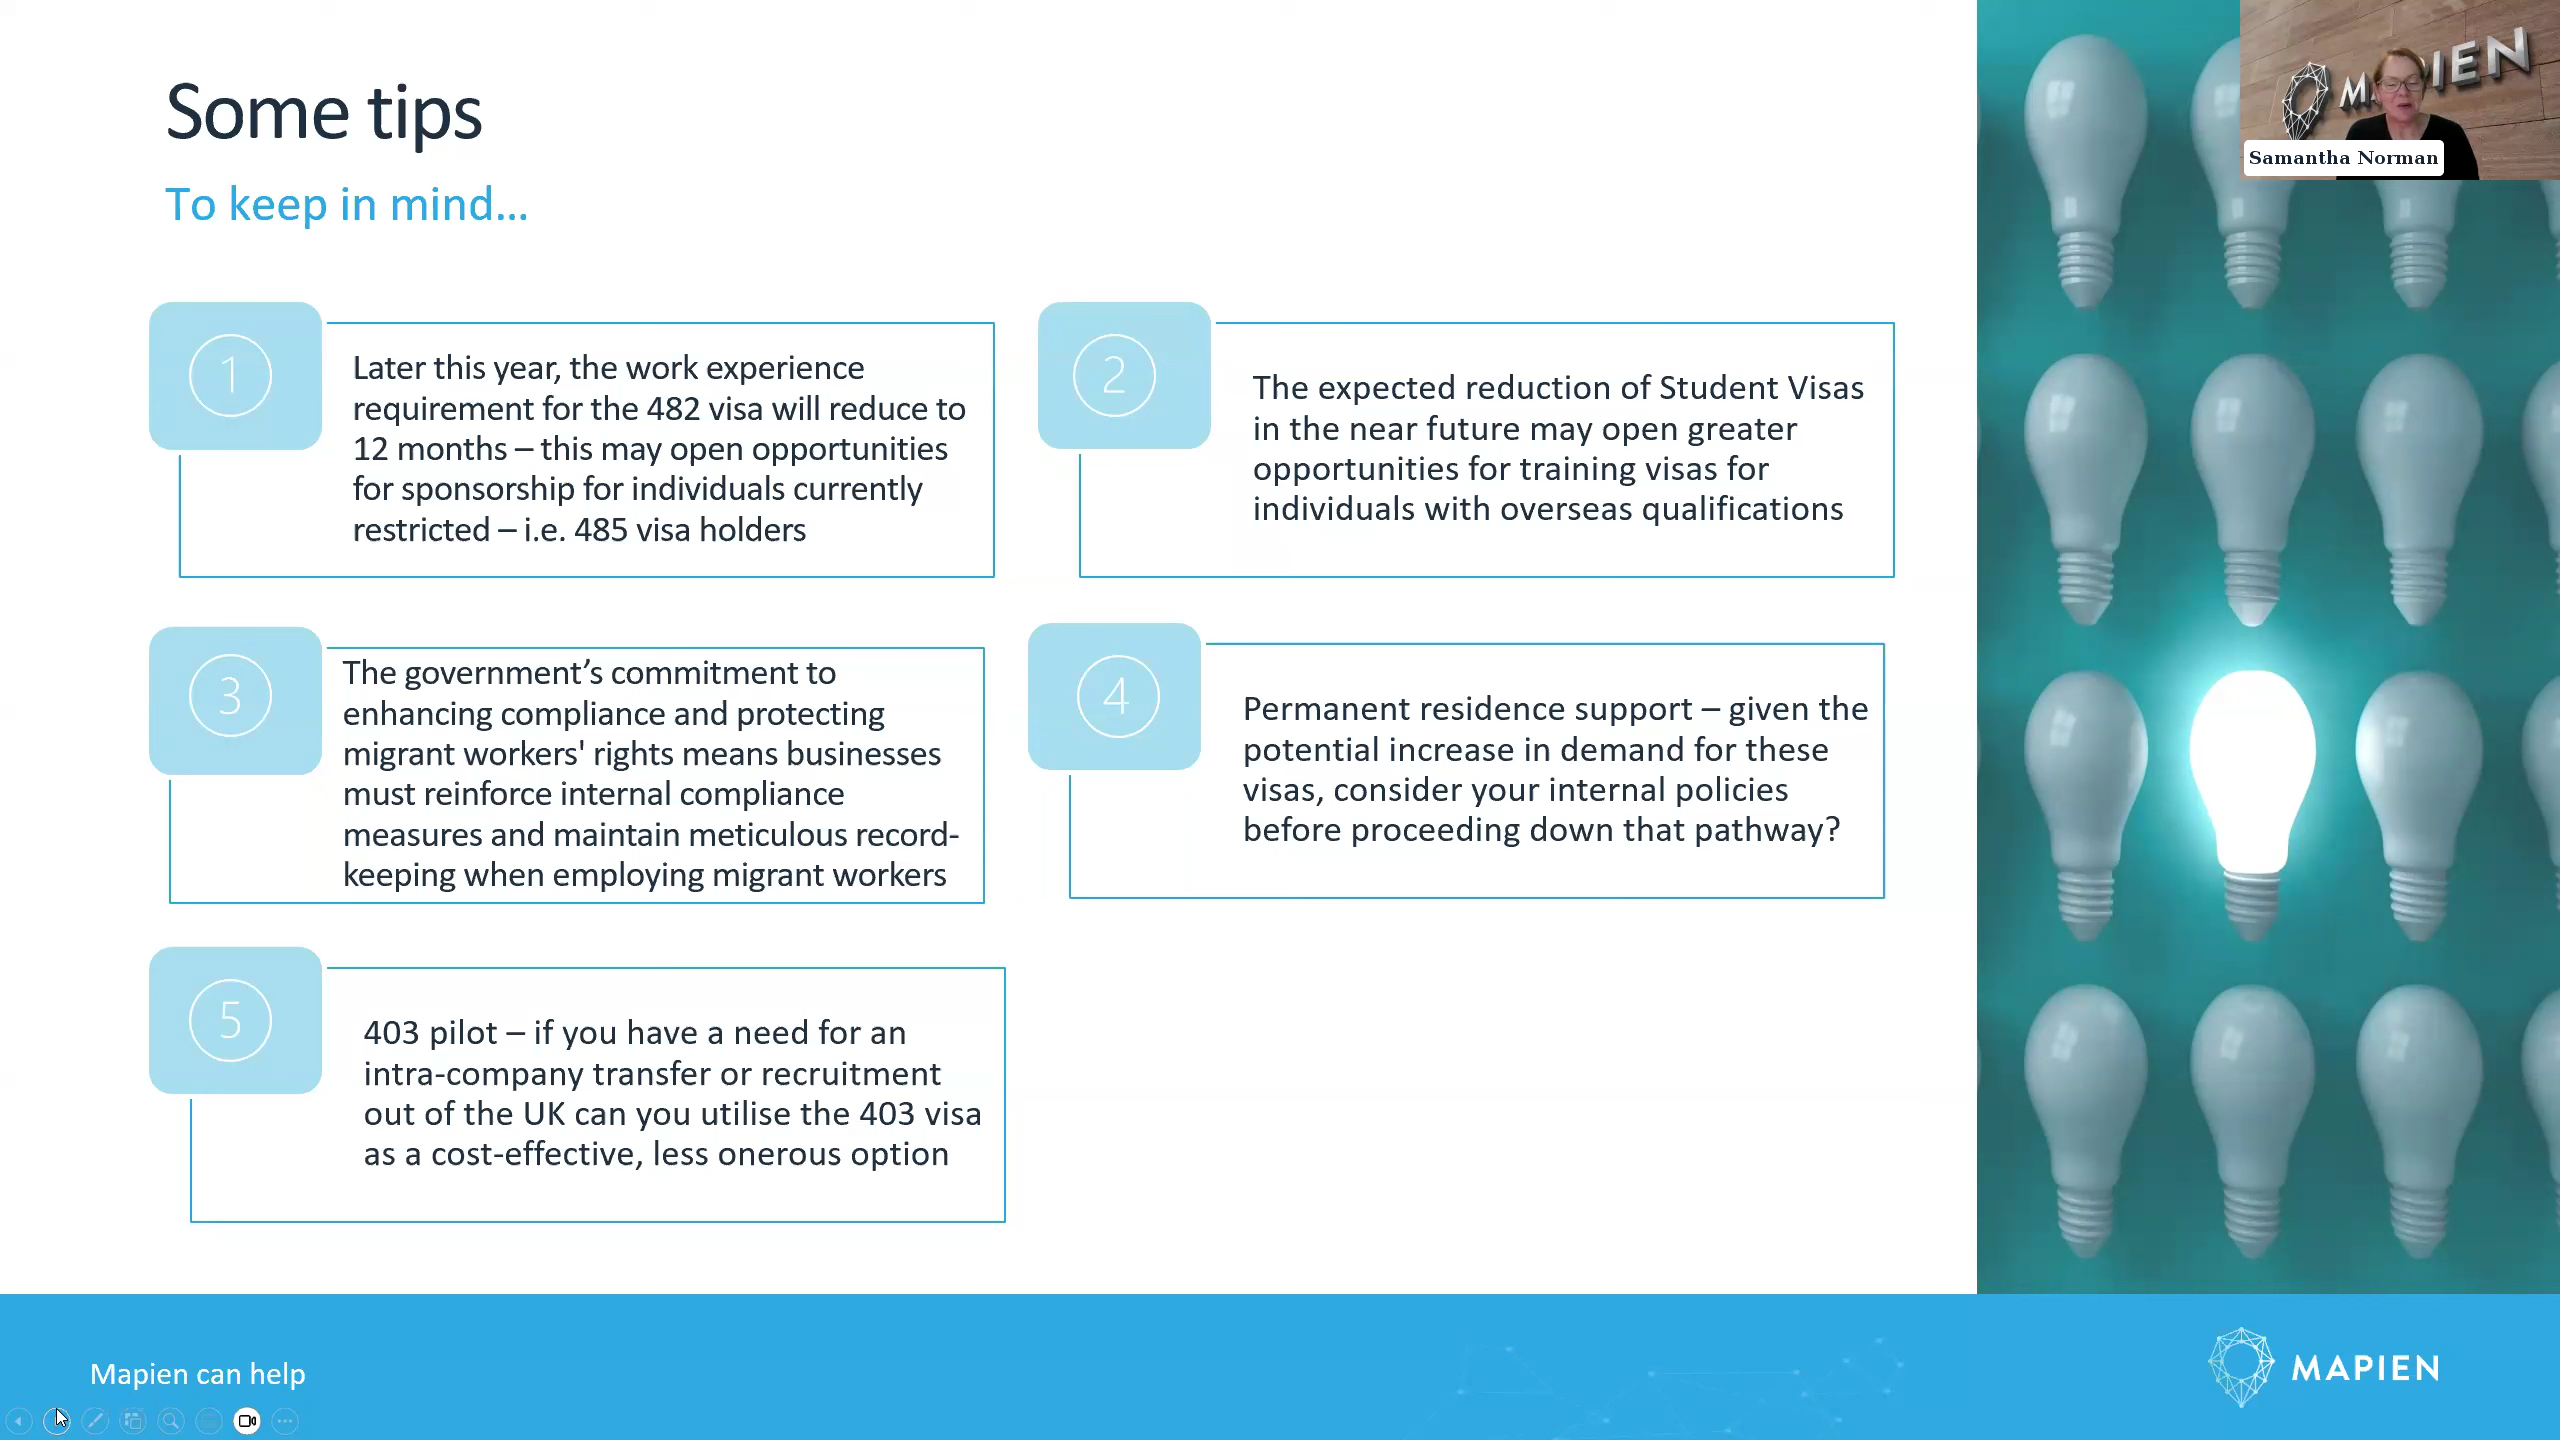 Some tips
To keep in mind...
1
Later this year, the work experience
requirement for the 482 visa will reduce to
12 months – this may open opportunities
for sponsorship for individuals currently
restricted – i.e. 485 visa holders
2
The expected reduction of Student Visas
in the near future may open greater
opportunities for training visas for
individuals with overseas qualifications
3
The government’s commitment to
enhancing compliance and protecting
migrant workers' rights means businesses
must reinforce internal compliance
measures and maintain meticulous record-
keeping when employing migrant workers
4
Permanent residence support – given the
potential increase in demand for these
visas, consider your internal policies
before proceeding down that pathway?
5
403 pilot – if you have a need for an
intra-company transfer or recruitment
out of the UK can you utilise the 403 visa
as a cost-effective, less onerous option
Samantha Norman
Mapien can help
MAPIEN